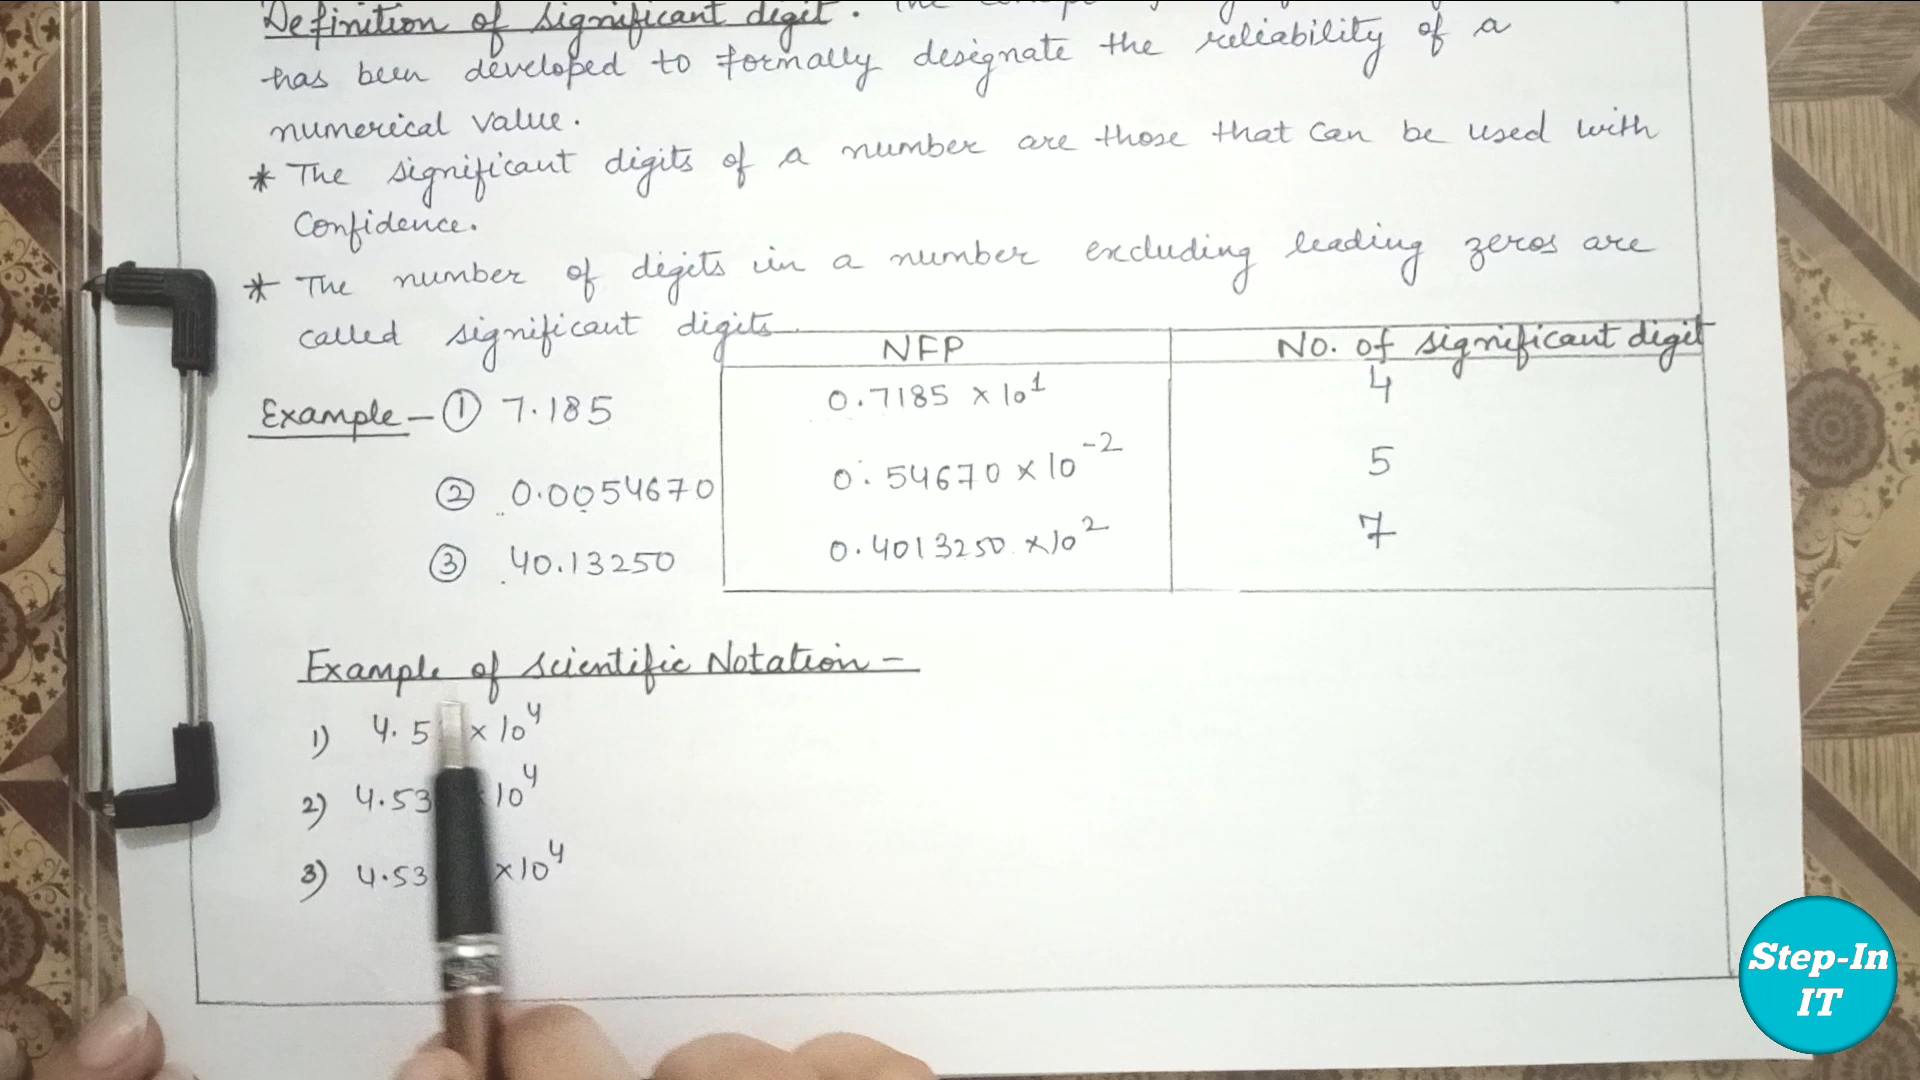 Definition of significant digit. The
has been developed to formally designate the reliability of a
numerical value.
* The significant digits of a number are those that can be used with
Confidence.
* The number of digits in a number excluding leading zeros are
called significant digits
NFP No. of significant digit
Example - ① 7.185 0.7185 × 10¹ 4
② 0.0054670 0.54670 × 10⁻² 5
③ 40.13250 0.4013250 × 10² 7
Example of scientific Notation -
1) 4.5 × 10⁴
2) 4.53 10⁴
3) 4.53 × 10⁴
Step-In
IT